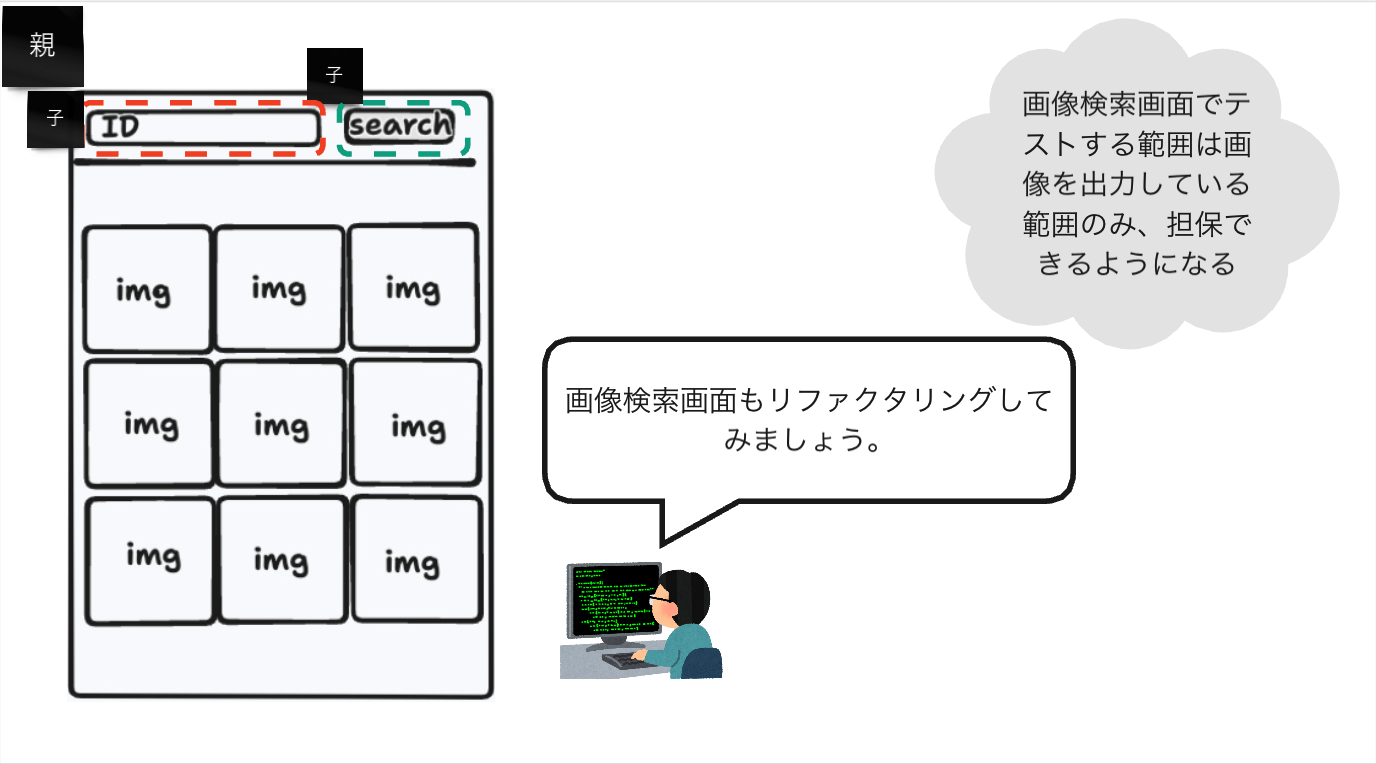 親
子
子
ID
search
img
img
img
img
img
img
img
img
img
画像検索画面でテ
ストする範囲は画
像を出力している
範囲のみ、担保で
きるようになる
画像検索画面もリファクタリングして
みましょう。